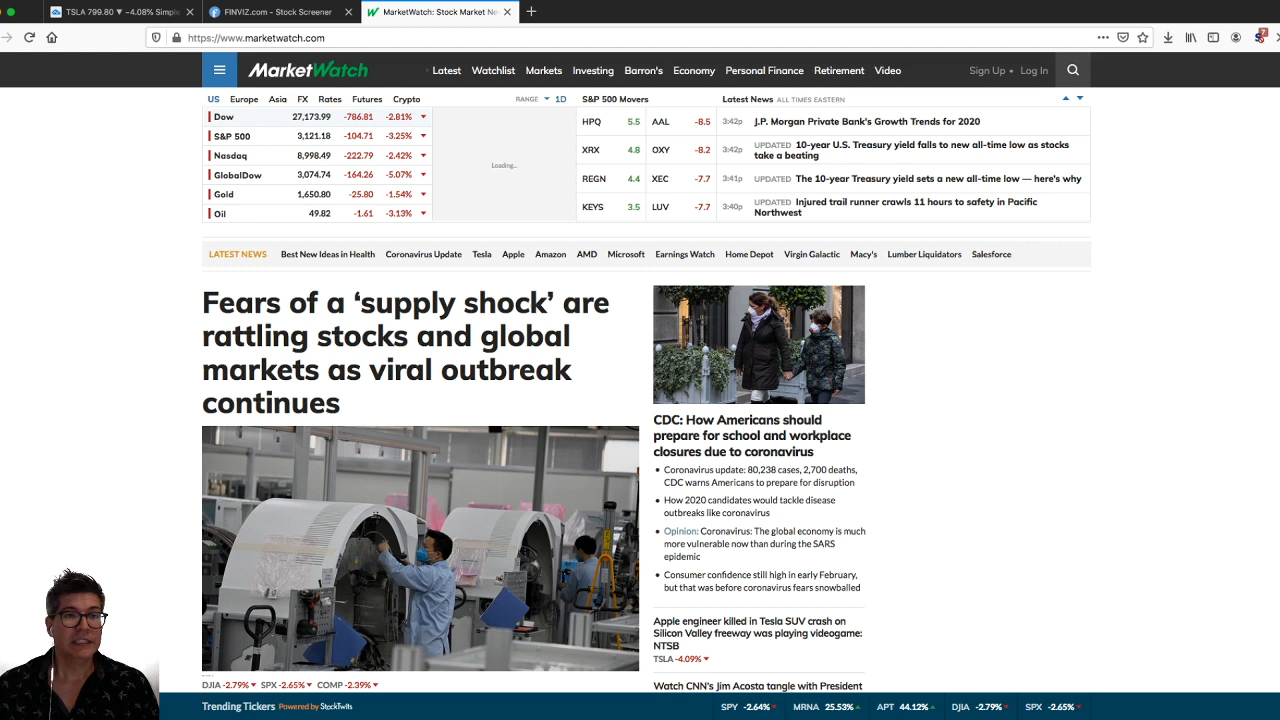 TSLA 799.80 ▼ −4.08% Simple
FINVIZ.com - Stock Screener
MarketWatch: Stock Market Ne
https://www.marketwatch.com
MarketWatch
Latest Watchlist Markets Investing Barron's Economy Personal Finance Retirement Video
Sign Up Log In
US Europe Asia FX Rates Futures Crypto
RANGE 1D
Dow 27,173.99 -786.81 -2.81%
S&P 500 3,121.18 -104.71 -3.25%
Nasdaq 8,998.49 -222.79 -2.42%
GlobalDow 3,074.74 -164.26 -5.07%
Gold 1,650.80 -25.80 -1.54%
Oil 49.82 -1.61 -3.13%
Loading...
S&P 500 Movers
HPQ 5.5 AAL -8.5
XRX 4.8 OXY -8.2
REGN 4.4 XEC -7.7
KEYS 3.5 LUV -7.7
Latest News ALL TIMES EASTERN
3:42p J.P. Morgan Private Bank's Growth Trends for 2020
3:42p UPDATED 10-year U.S. Treasury yield falls to new all-time low as stocks
take a beating
3:41p UPDATED The 10-year Treasury yield sets a new all-time low — here's why
3:40p UPDATED Injured trail runner crawls 11 hours to safety in Pacific
Northwest
LATEST NEWS Best New Ideas in Health Coronavirus Update Tesla Apple Amazon AMD Microsoft Earnings Watch Home Depot Virgin Galactic Macy's Lumber Liquidators Salesforce
Fears of a ‘supply shock’ are
rattling stocks and global
markets as viral outbreak
continues
DJIA -2.79% SPX -2.65% COMP -2.39%
CDC: How Americans should
prepare for school and workplace
closures due to coronavirus
• Coronavirus update: 80,238 cases, 2,700 deaths,
CDC warns Americans to prepare for disruption
• How 2020 candidates would tackle disease
outbreaks like coronavirus
• Opinion: Coronavirus: The global economy is much
more vulnerable now than during the SARS
epidemic
• Consumer confidence still high in early February,
but that was before coronavirus fears snowballed
Apple engineer killed in Tesla SUV crash on
Silicon Valley freeway was playing videogame:
NTSB
TSLA -4.09%
Watch CNN's Jim Acosta tangle with President
Trending Tickers Powered by StockTwits
SPY -2.64% MRNA 25.53% APT 44.12% DJIA -2.79% SPX -2.65%